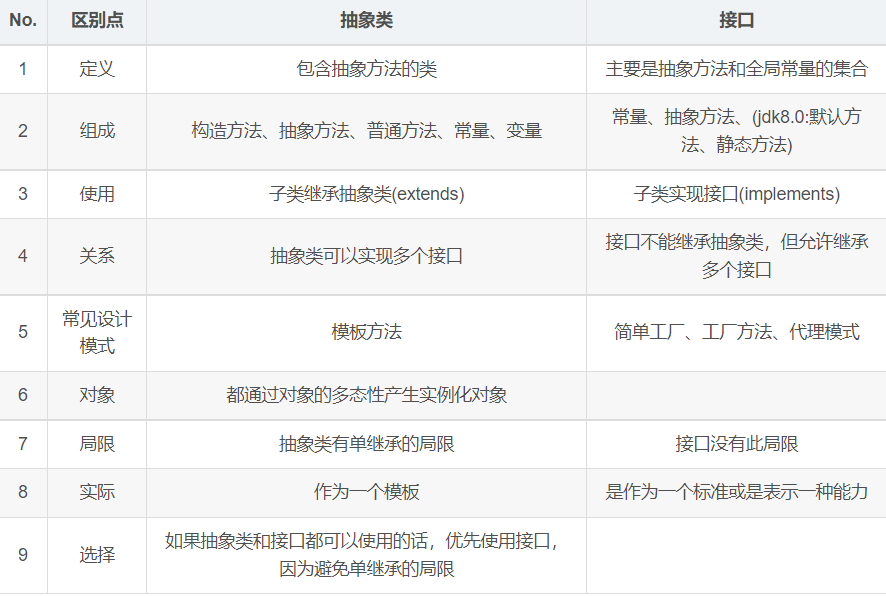 No. 区别点 抽象类 接口
1 定义 包含抽象方法的类 主要是抽象方法和全局常量的集合
2 组成 构造方法、抽象方法、普通方法、常量、变量 常量、抽象方法、(jdk8.0:默认方
法、静态方法)
3 使用 子类继承抽象类(extends) 子类实现接口(implements)
4 关系 抽象类可以实现多个接口 接口不能继承抽象类，但允许继承
多个接口
5 常见设计
模式 模板方法 简单工厂、工厂方法、代理模式
6 对象 都通过对象的多态性产生实例化对象
7 局限 抽象类有单继承的局限 接口没有此局限
8 实际 作为一个模板 是作为一个标准或是表示一种能力
9 选择 如果抽象类和接口都可以使用的话，优先使用接口，
因为避免单继承的局限